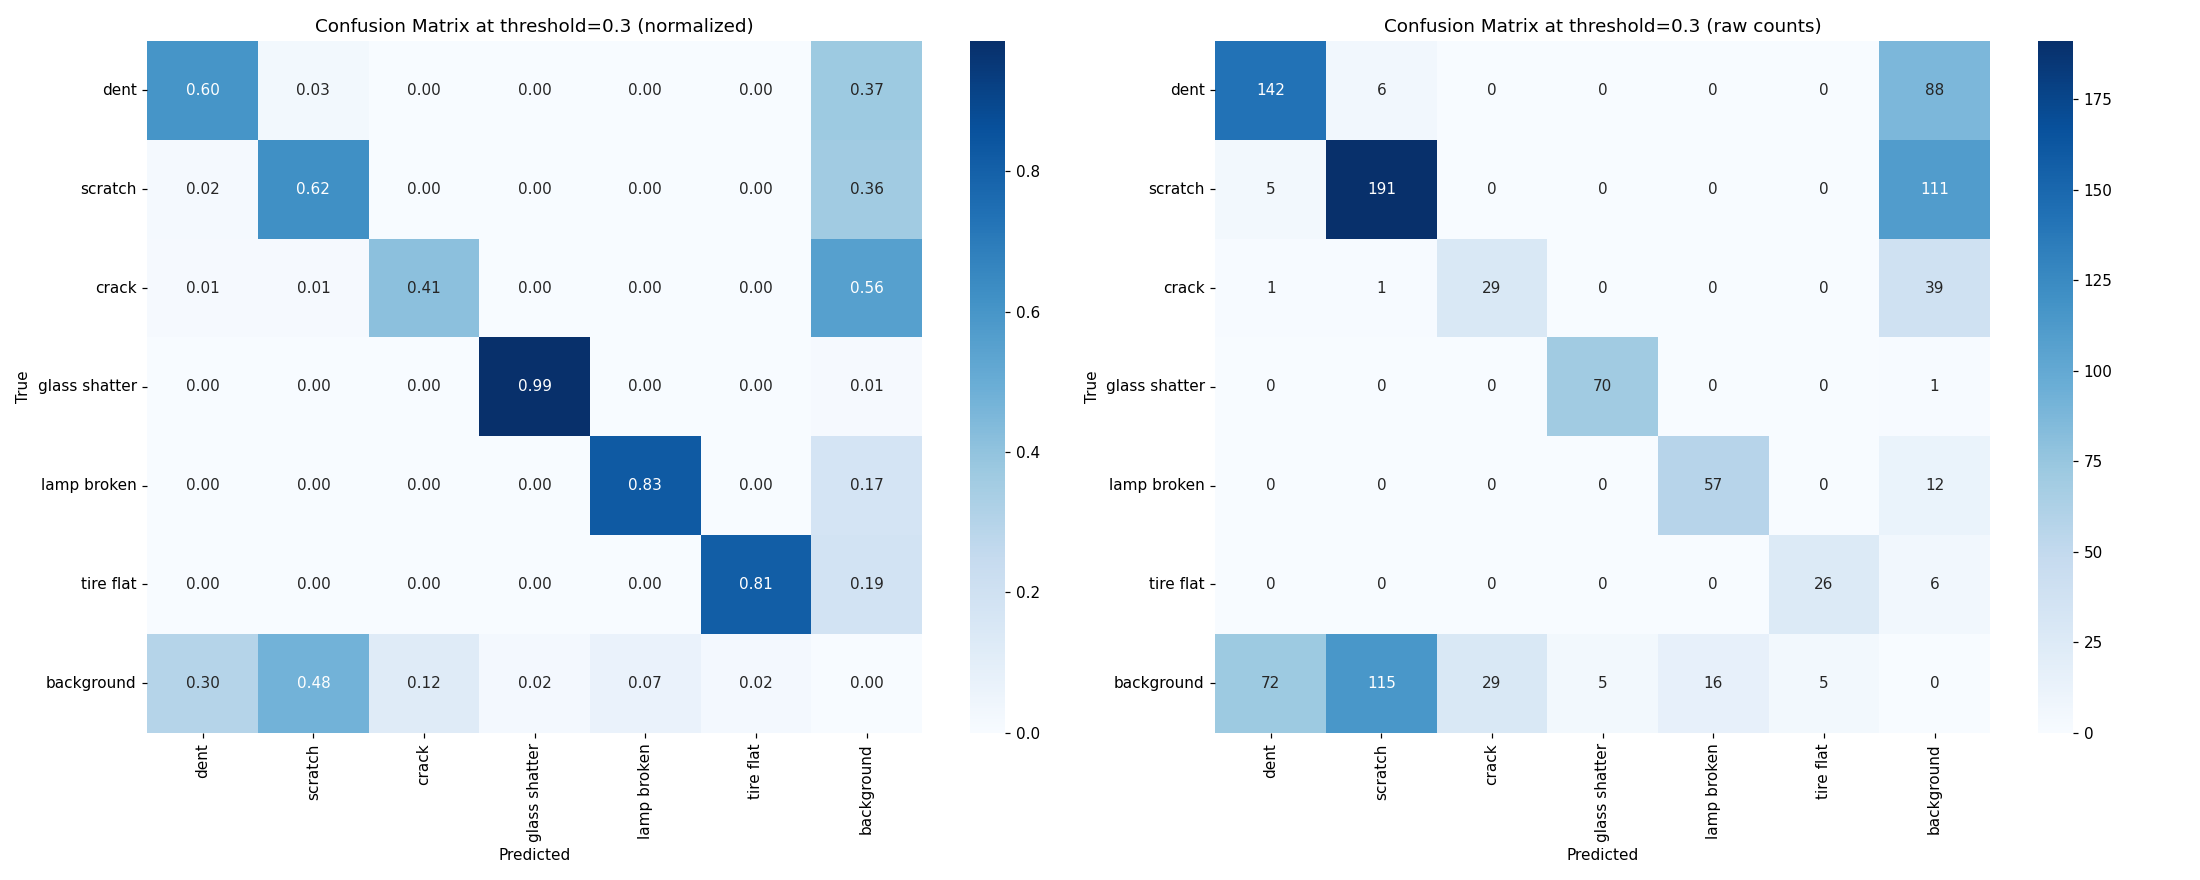 Confusion Matrix at threshold=0.3 (normalized)
True
dent 0.60 0.03 0.00 0.00 0.00 0.00 0.37
scratch 0.02 0.62 0.00 0.00 0.00 0.00 0.36
crack 0.01 0.01 0.41 0.00 0.00 0.00 0.56
glass shatter 0.00 0.00 0.00 0.99 0.00 0.00 0.01
lamp broken 0.00 0.00 0.00 0.00 0.83 0.00 0.17
tire flat 0.00 0.00 0.00 0.00 0.00 0.81 0.19
background 0.30 0.48 0.12 0.02 0.07 0.02 0.00
dent scratch crack glass shatter lamp broken tire flat background
Predicted
0.8
0.6
0.4
0.2
0.0
Confusion Matrix at threshold=0.3 (raw counts)
True
dent 142 6 0 0 0 0 88
scratch 5 191 0 0 0 0 111
crack 1 1 29 0 0 0 39
glass shatter 0 0 0 70 0 0 1
lamp broken 0 0 0 0 57 0 12
tire flat 0 0 0 0 0 26 6
background 72 115 29 5 16 5 0
dent scratch crack glass shatter lamp broken tire flat background
Predicted
175
150
125
100
75
50
25
0